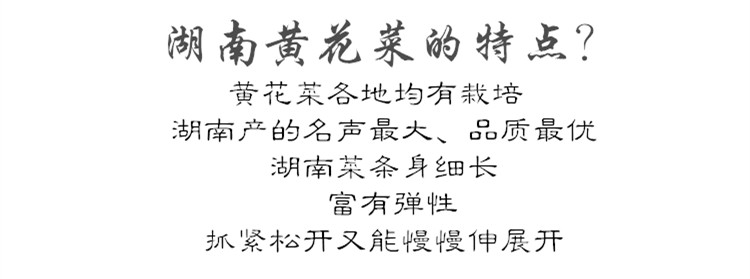 湖南黄花菜的特点?
黄花菜各地均有栽培
湖南产的名声最大、品质最优
湖南菜条身细长
富有弹性
抓紧松开又能慢慢伸展开